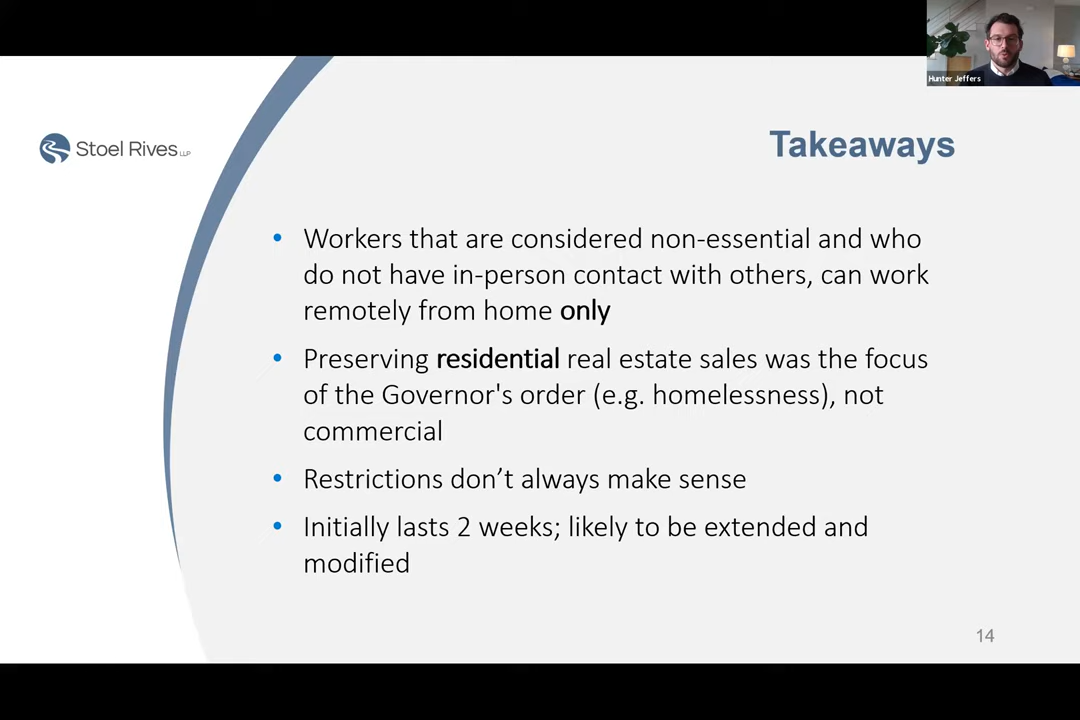 Hunter Jeffers
Stoel Rives LLP
Takeaways
• Workers that are considered non-essential and who
do not have in-person contact with others, can work
remotely from home only
• Preserving residential real estate sales was the focus
of the Governor's order (e.g. homelessness), not
commercial
• Restrictions don’t always make sense
• Initially lasts 2 weeks; likely to be extended and
modified
14